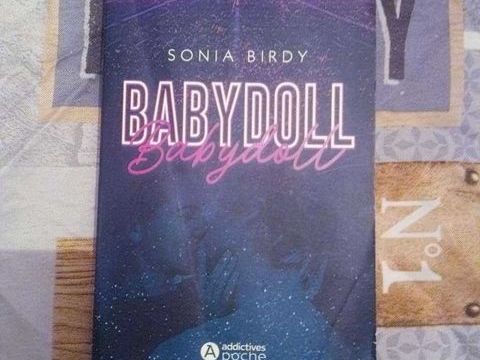 SONIA BIRDY
BABYDOLL
Babydoll
A addictives
poche
N°1